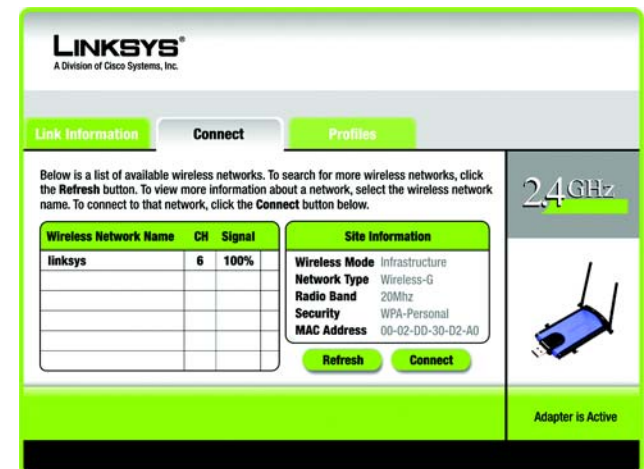 LINKSYS®
A Division of Cisco Systems, Inc.
Link Information Connect Profiles
Below is a list of available wireless networks. To search for more wireless networks, click
the Refresh button. To view more information about a network, select the wireless network
name. To connect to that network, click the Connect button below.
2.4GHz
Wireless Network Name CH Signal
linksys 6 100%
Site Information
Wireless Mode Infrastructure
Network Type Wireless-G
Radio Band 20Mhz
Security WPA-Personal
MAC Address 00-02-DD-30-D2-A0
Refresh Connect
Adapter is Active